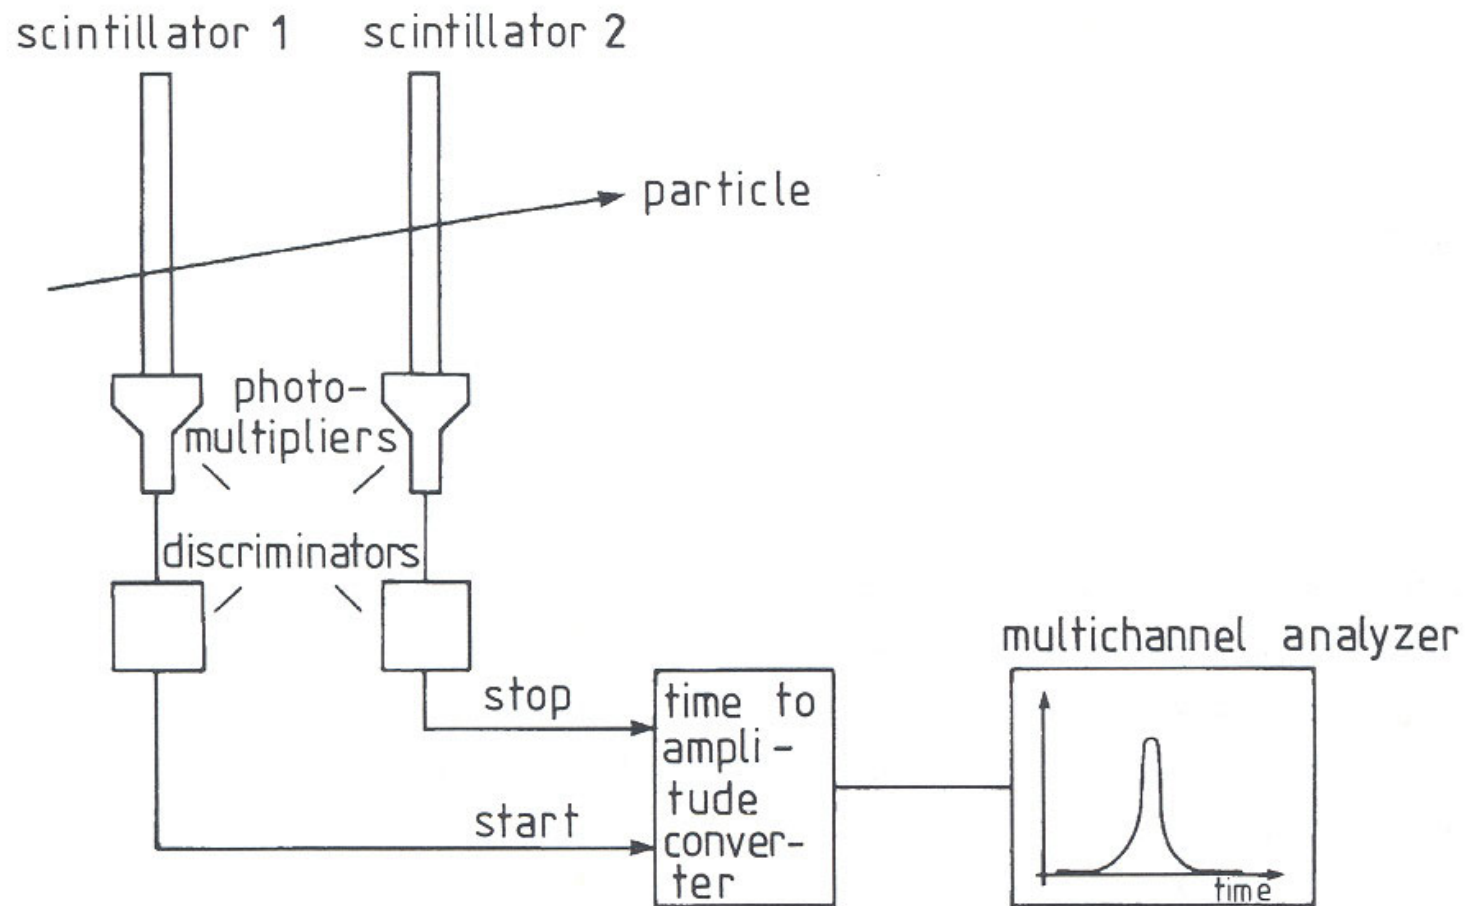 scintillator 1
scintillator 2
particle
photo-
multipliers
discriminators
multichannel analyzer
stop
start
time to
ampli-
tude
conver-
ter
time